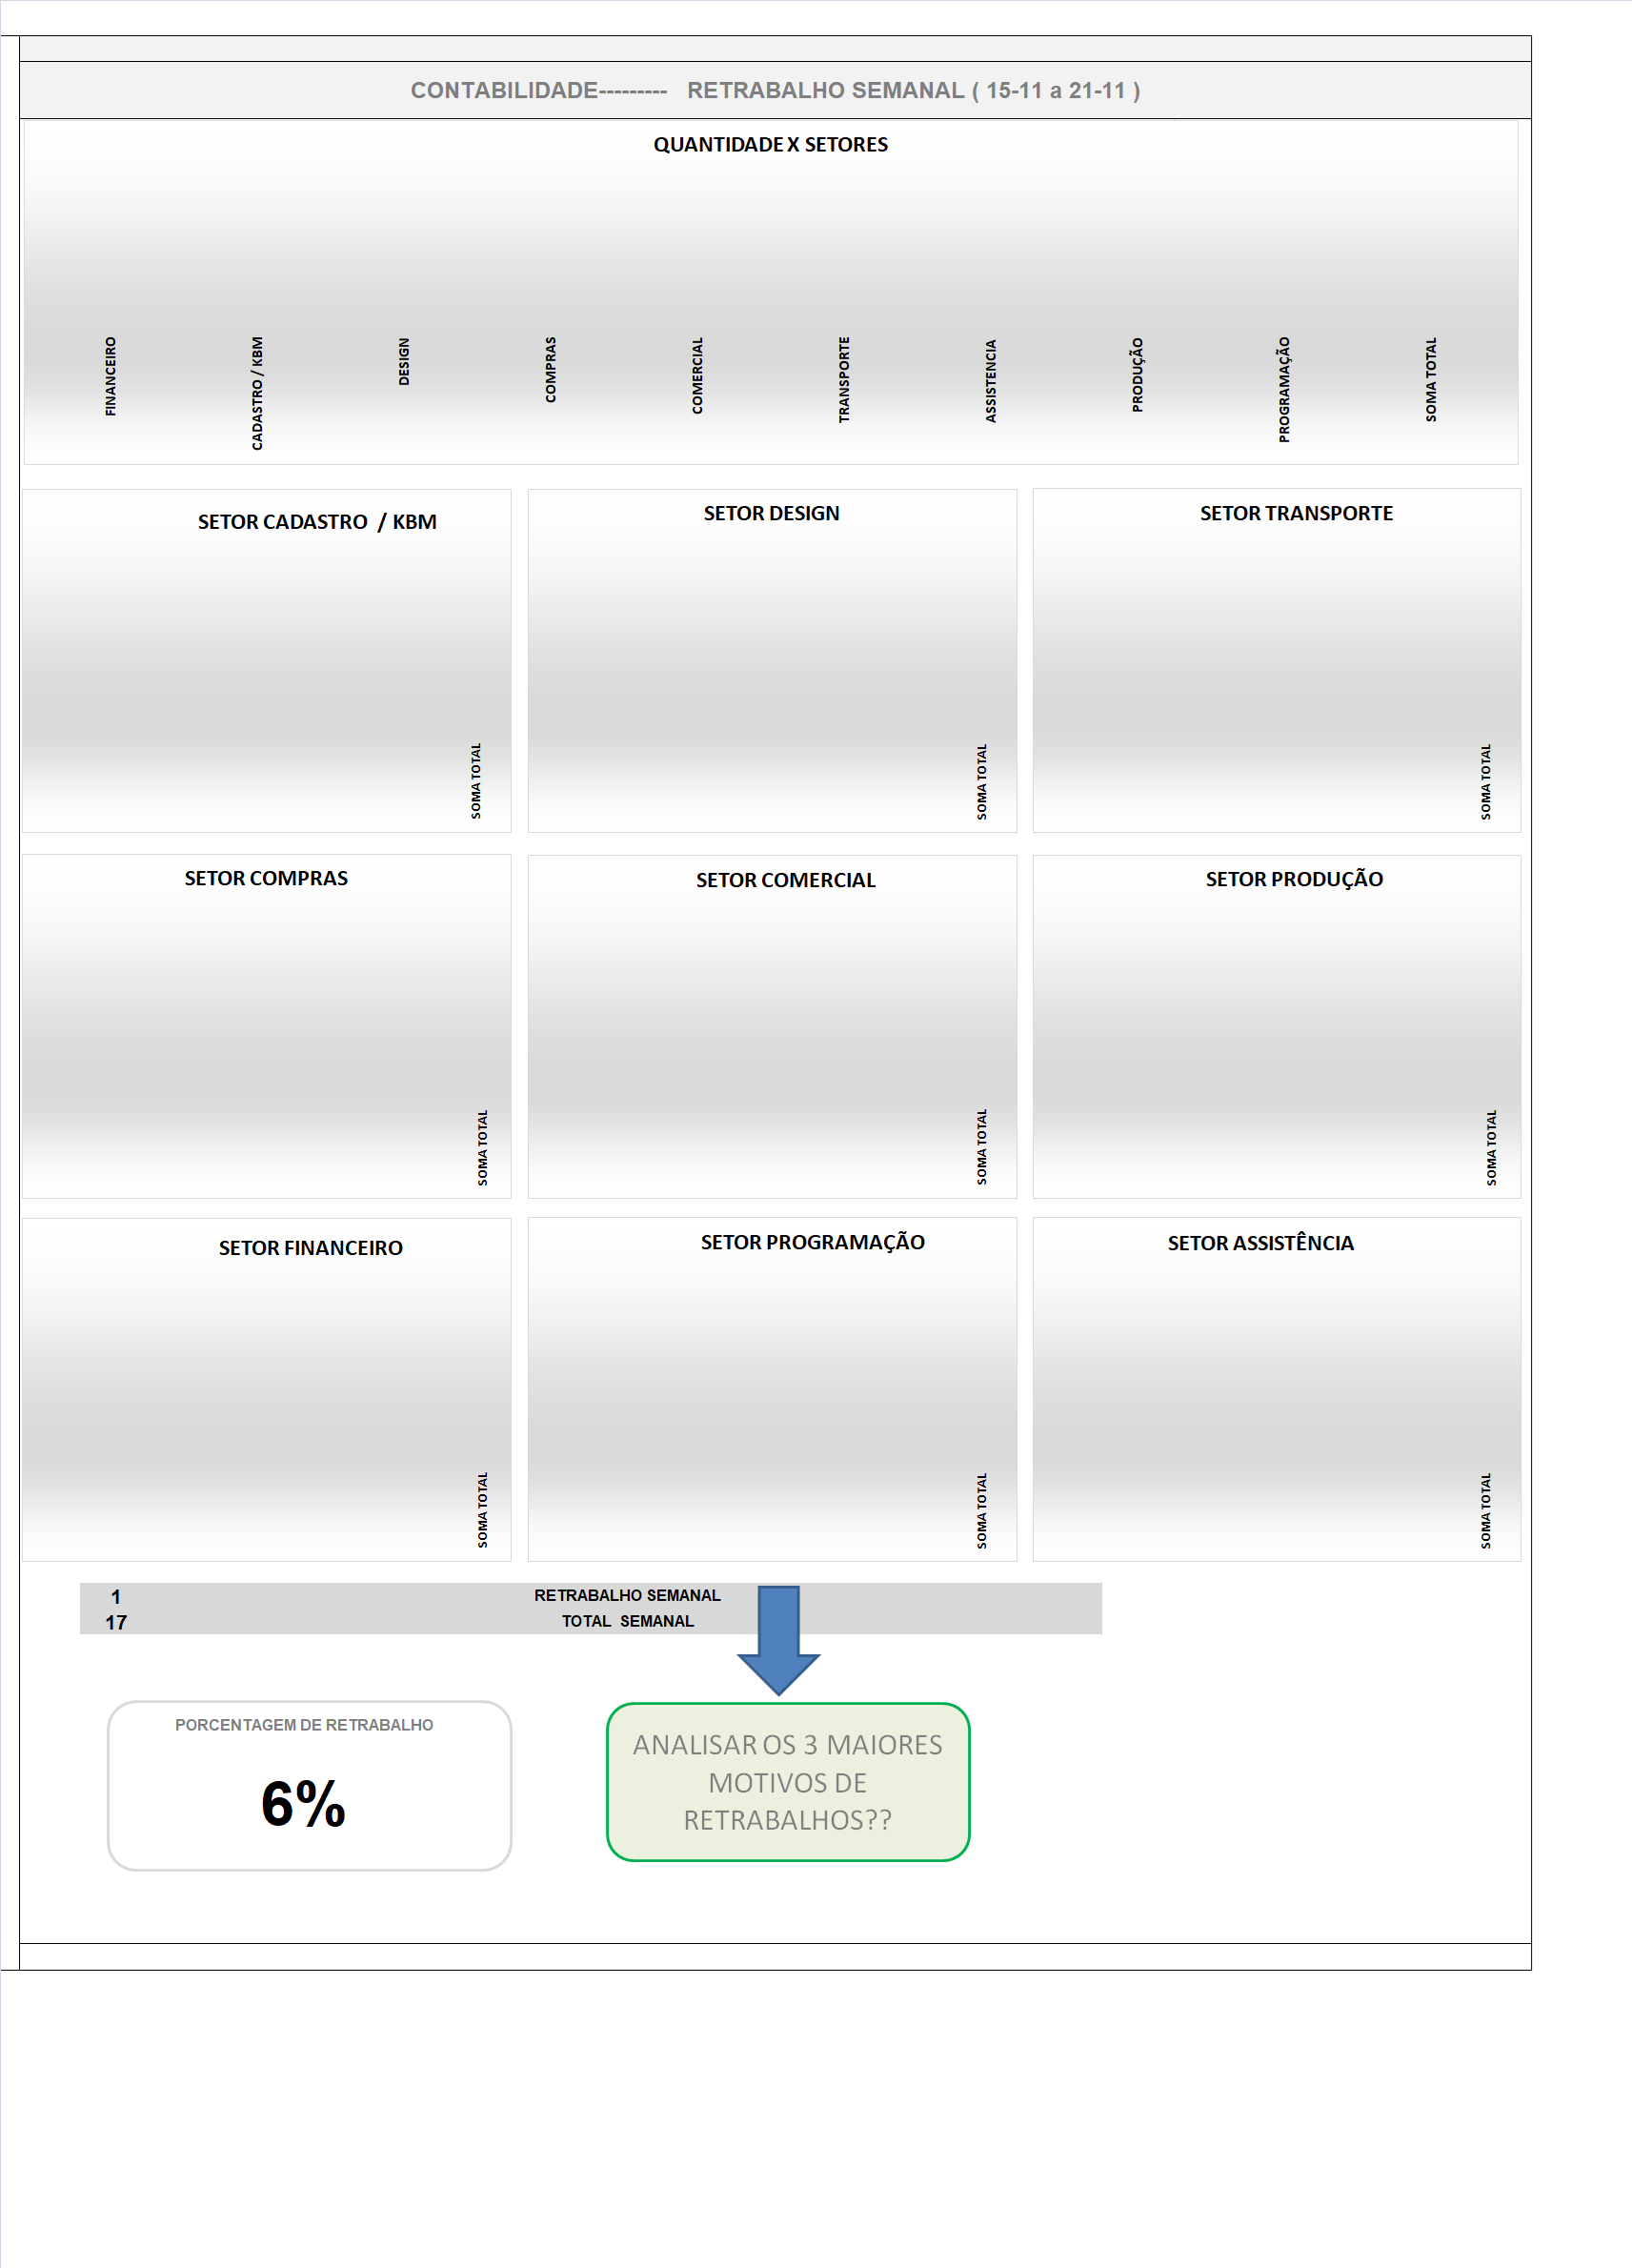 CONTABILIDADE--------- RETRABALHO SEMANAL ( 15-11 a 21-11 )
QUANTIDADE X SETORES
FINANCEIRO
CADASTRO / KBM
DESIGN
COMPRAS
COMERCIAL
TRANSPORTE
ASSISTENCIA
PRODUÇÃO
PROGRAMAÇÃO
SOMA TOTAL
SETOR CADASTRO / KBM
SOMA TOTAL
SETOR DESIGN
SOMA TOTAL
SETOR TRANSPORTE
SOMA TOTAL
SETOR COMPRAS
SOMA TOTAL
SETOR COMERCIAL
SOMA TOTAL
SETOR PRODUÇÃO
SOMA TOTAL
SETOR FINANCEIRO
SOMA TOTAL
SETOR PROGRAMAÇÃO
SOMA TOTAL
SETOR ASSISTÊNCIA
SOMA TOTAL
1 RETRABALHO SEMANAL
17 TOTAL SEMANAL
PORCENTAGEM DE RETRABALHO
6%
ANALISAR OS 3 MAIORES
MOTIVOS DE
RETRABALHOS??